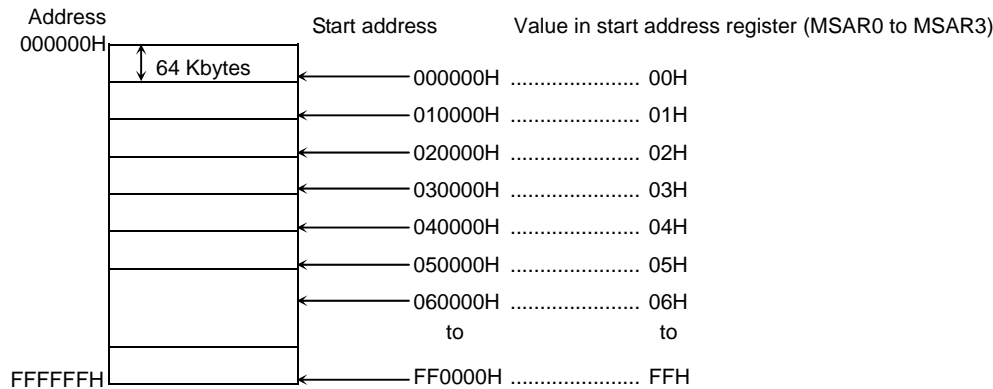 Address
Start address Value in start address register (MSAR0 to MSAR3)
000000H
64 Kbytes
000000H ........................ 00H
010000H ........................ 01H
020000H ........................ 02H
030000H ........................ 03H
040000H ........................ 04H
050000H ........................ 05H
060000H ........................ 06H
to to
FF0000H ........................ FFH
FFFFFFH